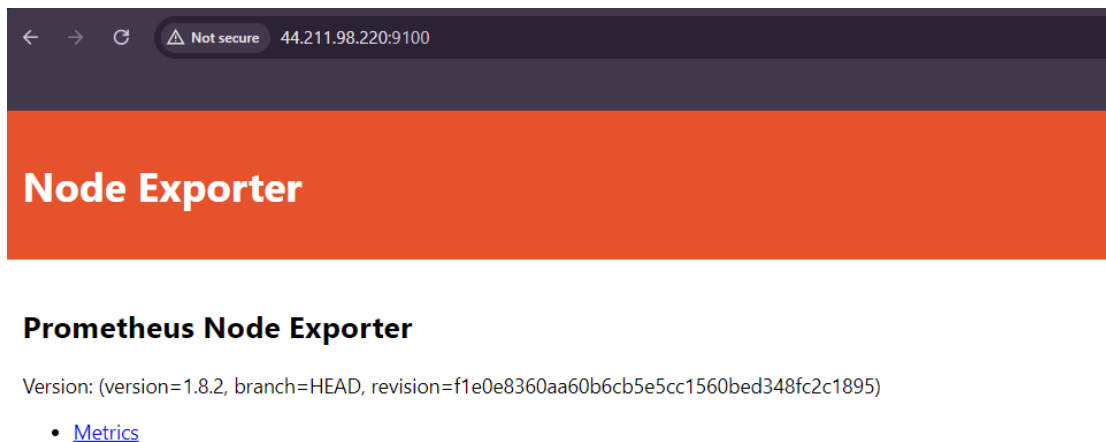 Not secure 44.211.98.220:9100
Node Exporter
Prometheus Node Exporter
Version: (version=1.8.2, branch=HEAD, revision=f1e0e8360aa60b6cb5e5cc1560bed348fc2c1895)
Metrics